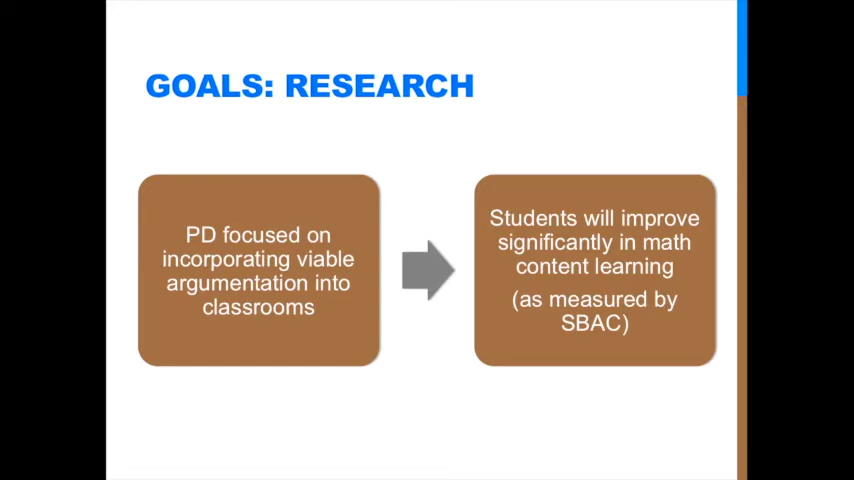 GOALS: RESEARCH
PD focused on
incorporating viable
argumentation into
classrooms
Students will improve
significantly in math
content learning
(as measured by
SBAC)